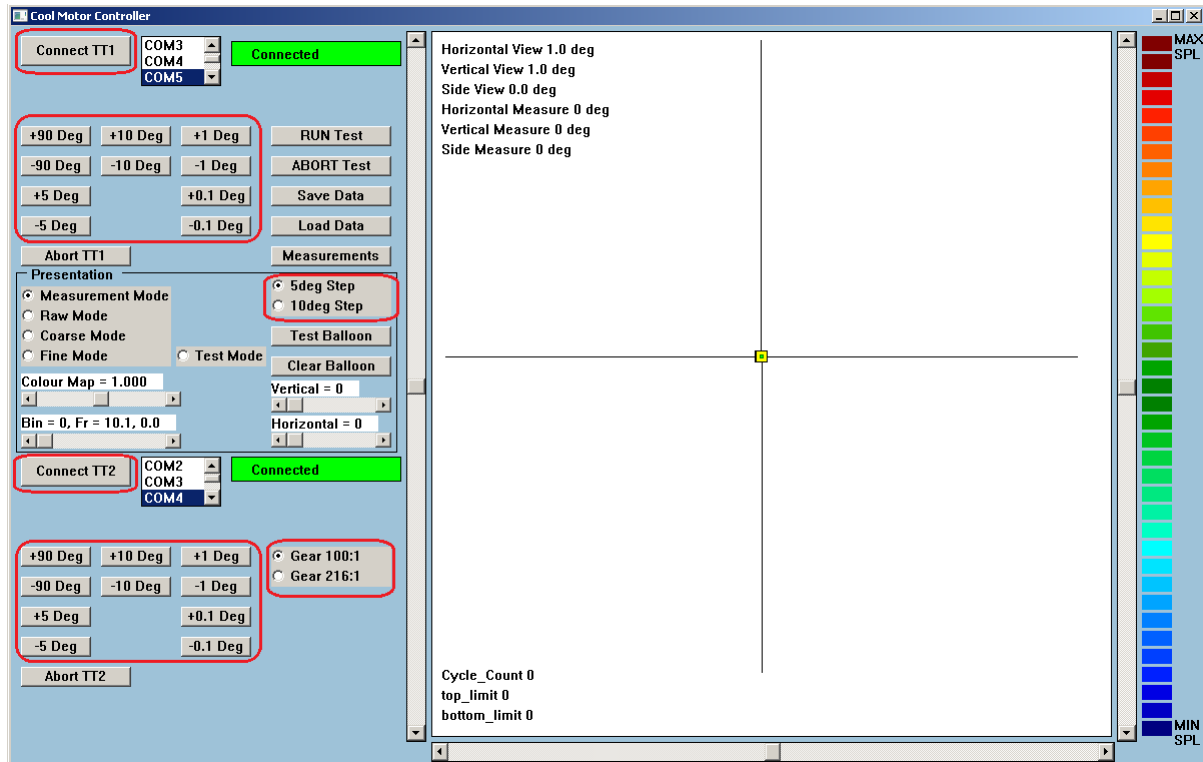 Cool Motor Controller
Connect TT1
COM3
COM4
COM5
Connected
+90 Deg +10 Deg +1 Deg
-90 Deg -10 Deg -1 Deg
+5 Deg +0.1 Deg
-5 Deg -0.1 Deg
Abort TT1
RUN Test
ABORT Test
Save Data
Load Data
Measurements
Presentation
Measurement Mode
Raw Mode
Coarse Mode
Fine Mode
Test Mode
5deg Step
10deg Step
Test Balloon
Clear Balloon
Colour Map = 1.000
Bin = 0, Fr = 10.1, 0.0
Vertical = 0
Horizontal = 0
Connect TT2
COM2
COM3
COM4
Connected
+90 Deg +10 Deg +1 Deg
-90 Deg -10 Deg -1 Deg
+5 Deg +0.1 Deg
-5 Deg -0.1 Deg
Abort TT2
Gear 100:1
Gear 216:1
Horizontal View 1.0 deg
Vertical View 1.0 deg
Side View 0.0 deg
Horizontal Measure 0 deg
Vertical Measure 0 deg
Side Measure 0 deg
Cycle_Count 0
top_limit 0
bottom_limit 0
MAX
SPL
MIN
SPL